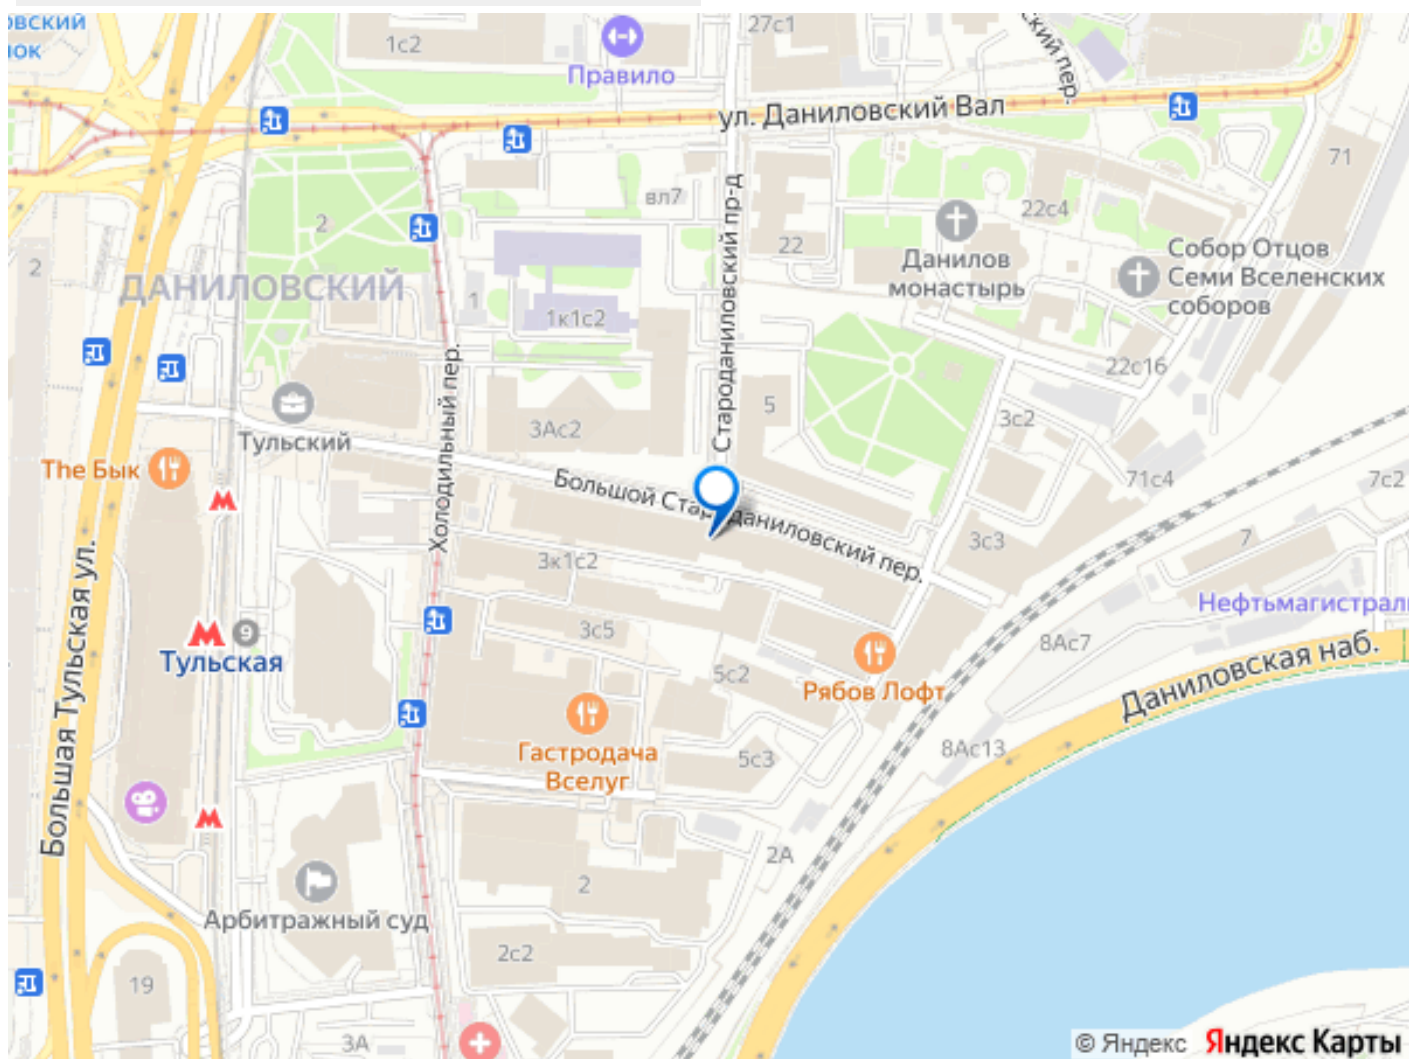 вский
ок
1с2
Правило
27с1
ский пер.
ул. Даниловский Вал
71
2
вл7
22
22с4
Данилов
монастырь
Собор Отцов
Семи Вселенских
соборов
2
ДАНИЛОВСКИЙ
1
1к1с2
Староданиловский пр-д
22с16
Холодильный пер.
Тульский
3Ас2
5
3с2
The Бык
Большой Староданиловский пер.
71с4
7с2
3к1с2
3с3
7
Нефтьмагистрал
Большая Тульская ул.
9
Тульская
3с5
5с2
8Ас7
Рябов Лофт
Даниловская наб.
Гастродача
Вселуг
5с3
8Ас13
2А
2
Арбитражный суд
2с2
19
3А
© Яндекс Яндекс Карты